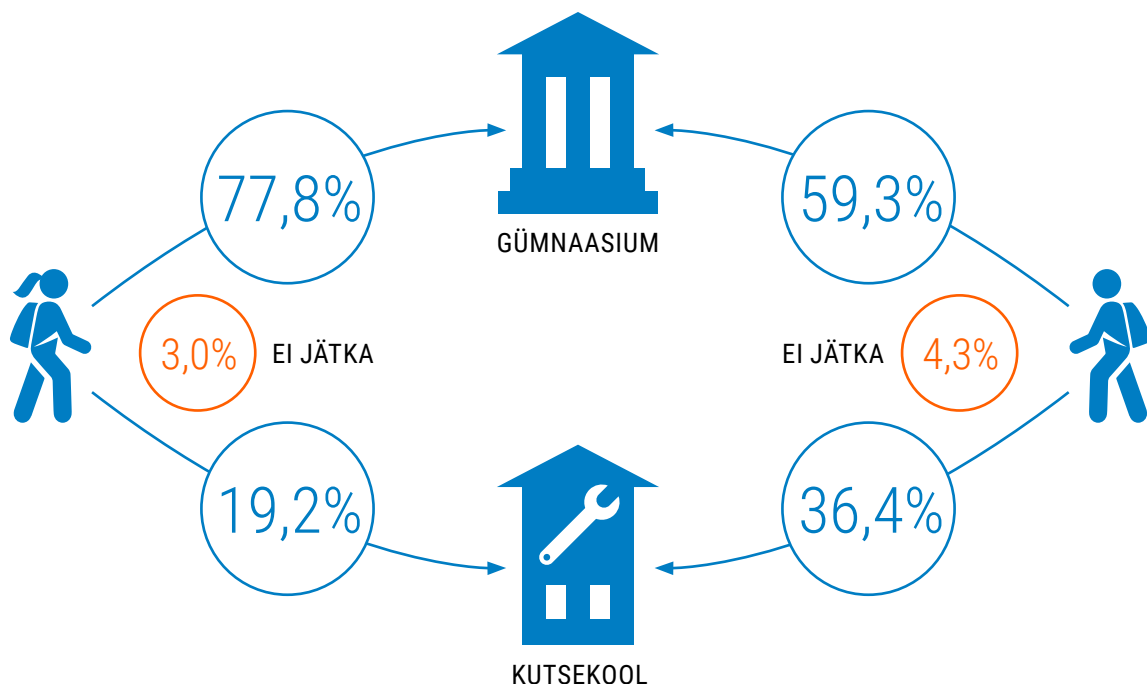 77,8%
59,3%
GÜMNAASIUM
3,0%
EI JÄTKA
EI JÄTKA
4,3%
19,2%
36,4%
KUTSEKOOL